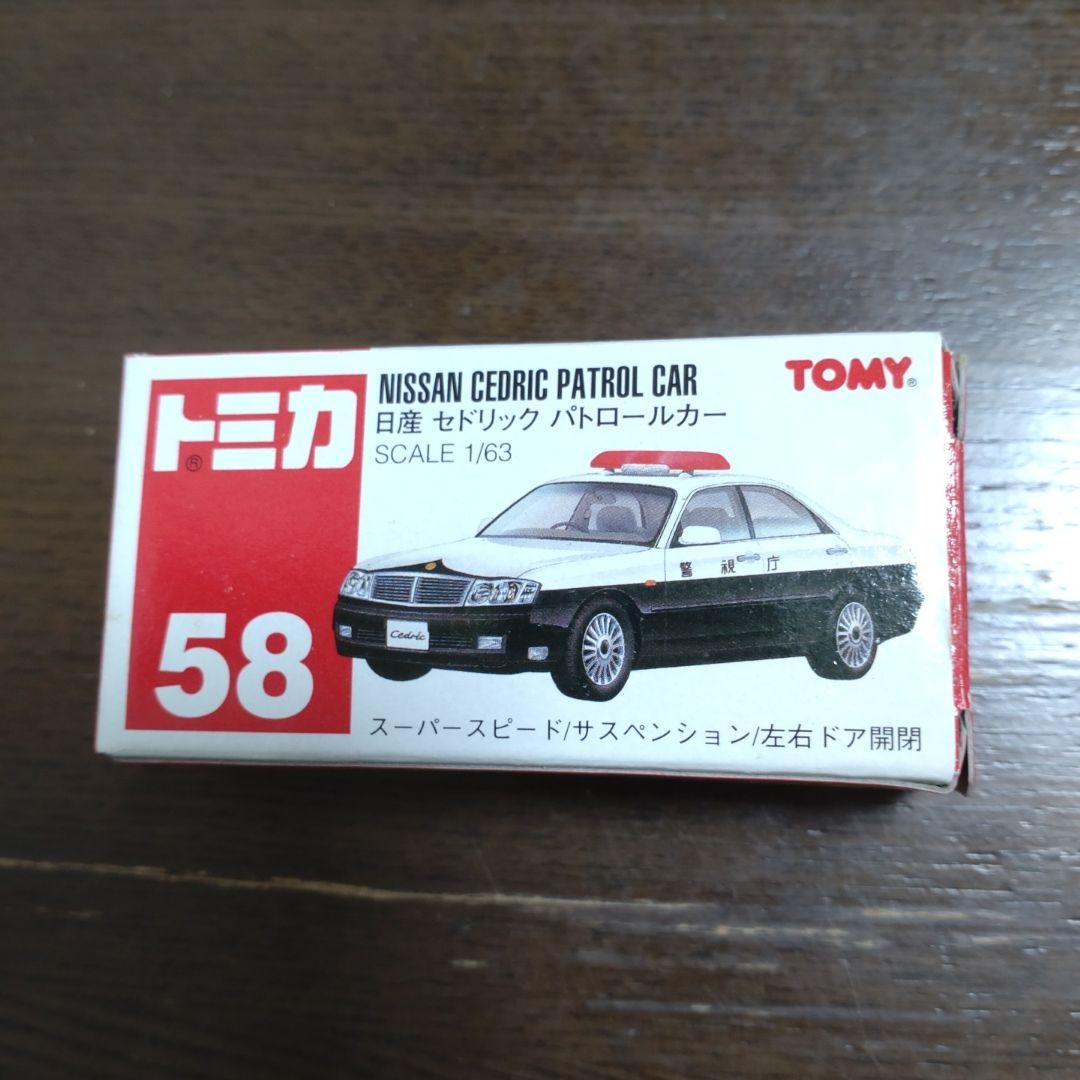 トミカ®
58
NISSAN CEDRIC PATROL CAR
日産 セドリック パトロールカー
SCALE 1/63
TOMY®
警視庁
Cedric
スーパースピード/サスペンション/左右ドア開閉